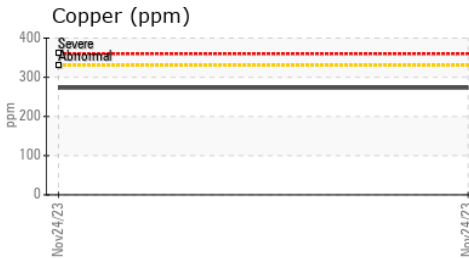 Copper (ppm)
400
Severe
Abnormal
300
ppm
200
100
0
Nov24/23
Nov24/23